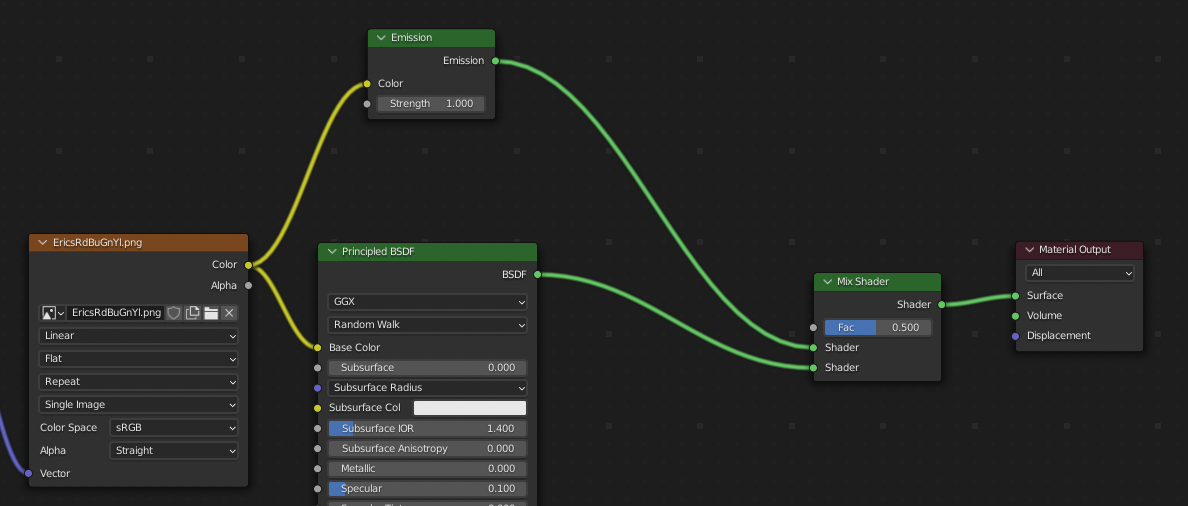 Emission
Emission
Color
Strength 1.000
EricsRdBuGnYl.png
Color
Alpha
EricsRdBuGnYl.png
Linear
Flat
Repeat
Single Image
Color Space sRGB
Alpha Straight
Vector
Principled BSDF
BSDF
GGX
Random Walk
Base Color
Subsurface 0.000
Subsurface Radius
Subsurface Col
Subsurface IOR 1.400
Subsurface Anisotropy 0.000
Metallic 0.000
Specular 0.100
Mix Shader
Shader
Fac 0.500
Shader
Shader
Material Output
All
Surface
Volume
Displacement